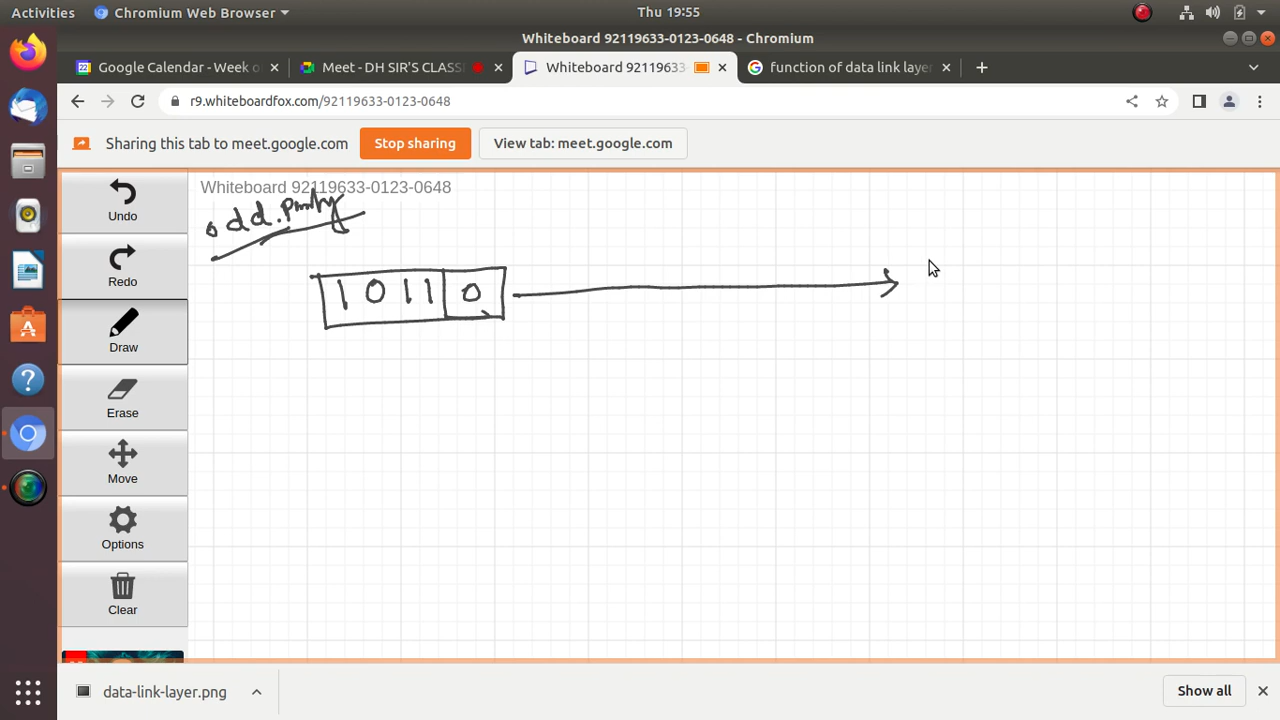 Activities Chromium Web Browser Thu 19:55
Whiteboard 92119633-0123-0648 - Chromium
22 Google Calendar - Week o Meet - DH SIR'S CLASS Whiteboard 92119633- function of data link layer
r9.whiteboardfox.com/92119633-0123-0648
Sharing this tab to meet.google.com Stop sharing View tab: meet.google.com
Whiteboard 92119633-0123-0648
odd.parity
1 0 1 1 0
Undo
Redo
Draw
Erase
Move
Options
Clear
data-link-layer.png Show all